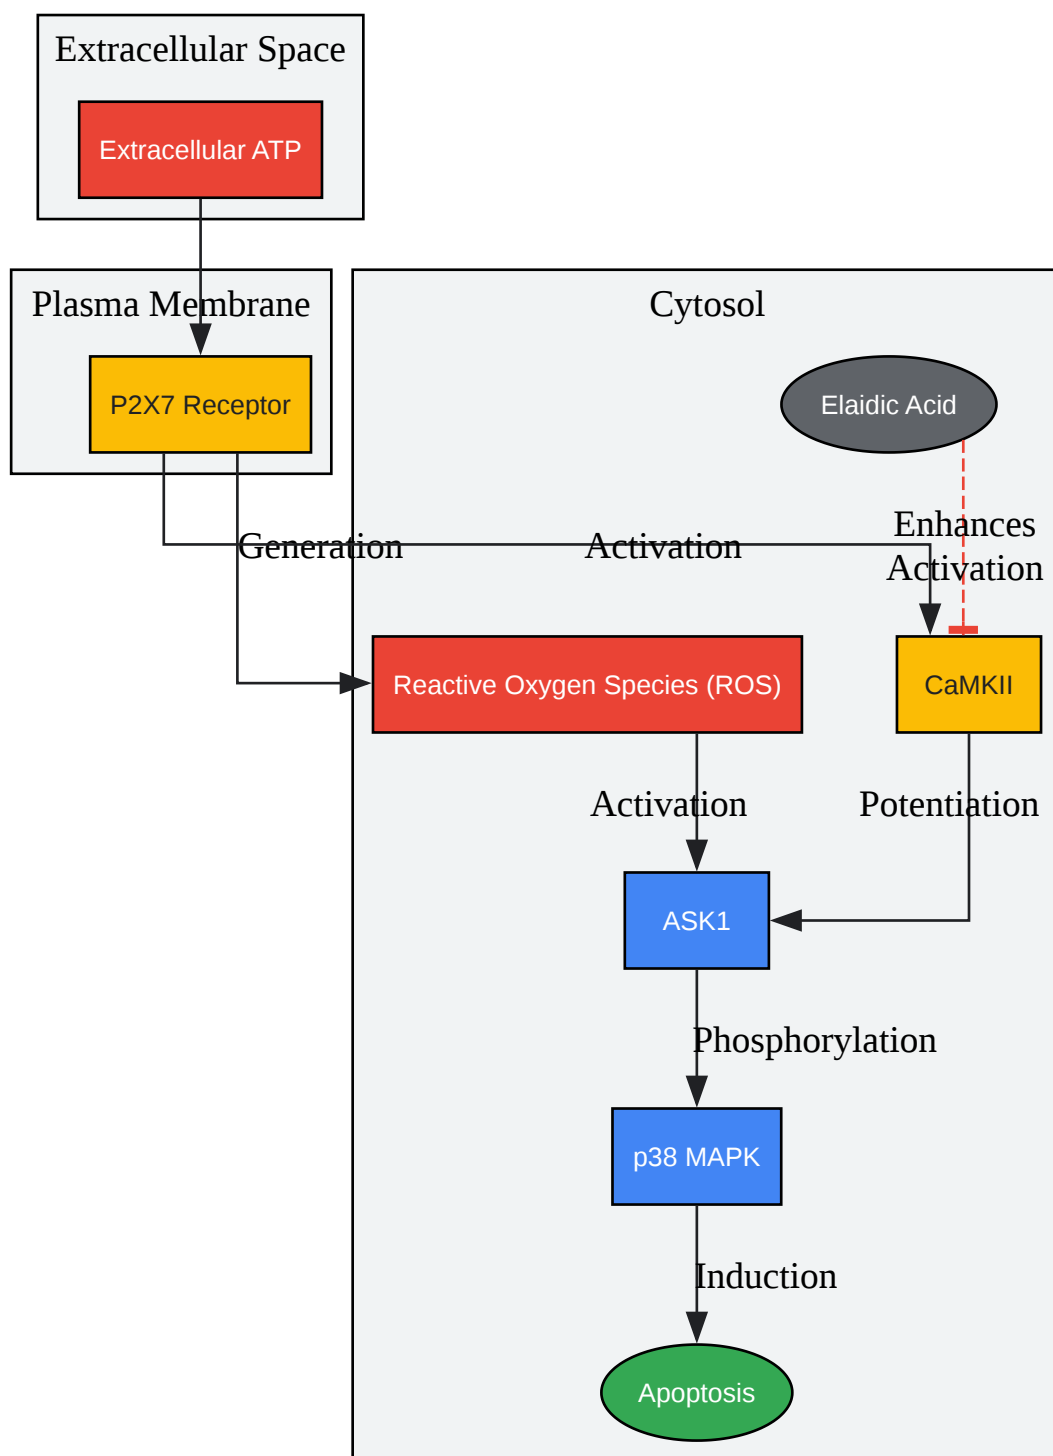 Extracellular Space
Extracellular ATP
Plasma Membrane
Cytosol
P2X7 Receptor
Elaidic Acid
Enhances
Activation
Generation
Activation
Reactive Oxygen Species (ROS)
CaMKII
Activation
Potentiation
ASK1
Phosphorylation
p38 MAPK
Induction
Apoptosis